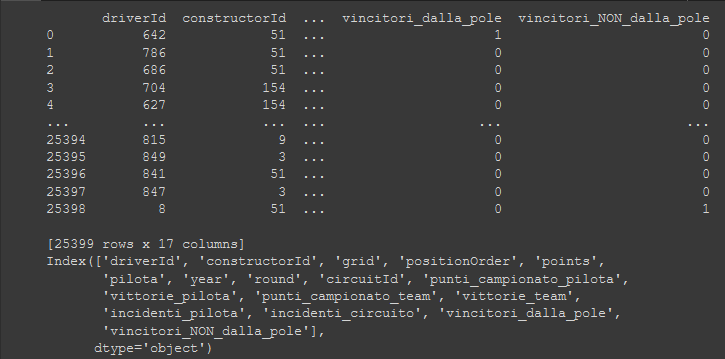 driverId constructorId ... vincitori_dalla_pole vincitori_NON_dalla_pole
0 642 51 ... 1 0
1 786 51 ... 0 0
2 686 51 ... 0 0
3 704 154 ... 0 0
4 627 154 ... 0 0
... ... ... ... ... ...
25394 815 9 ... 0 0
25395 849 3 ... 0 0
25396 841 51 ... 0 0
25397 847 3 ... 0 0
25398 8 51 ... 0 1
[25399 rows x 17 columns]
Index(['driverId', 'constructorId', 'grid', 'positionOrder', 'points',
'pilota', 'year', 'round', 'circuitId', 'punti_campionato_pilota',
'vittorie_pilota', 'punti_campionato_team', 'vittorie_team',
'incidenti_pilota', 'incidenti_circuito', 'vincitori_dalla_pole',
'vincitori_NON_dalla_pole'],
dtype='object')